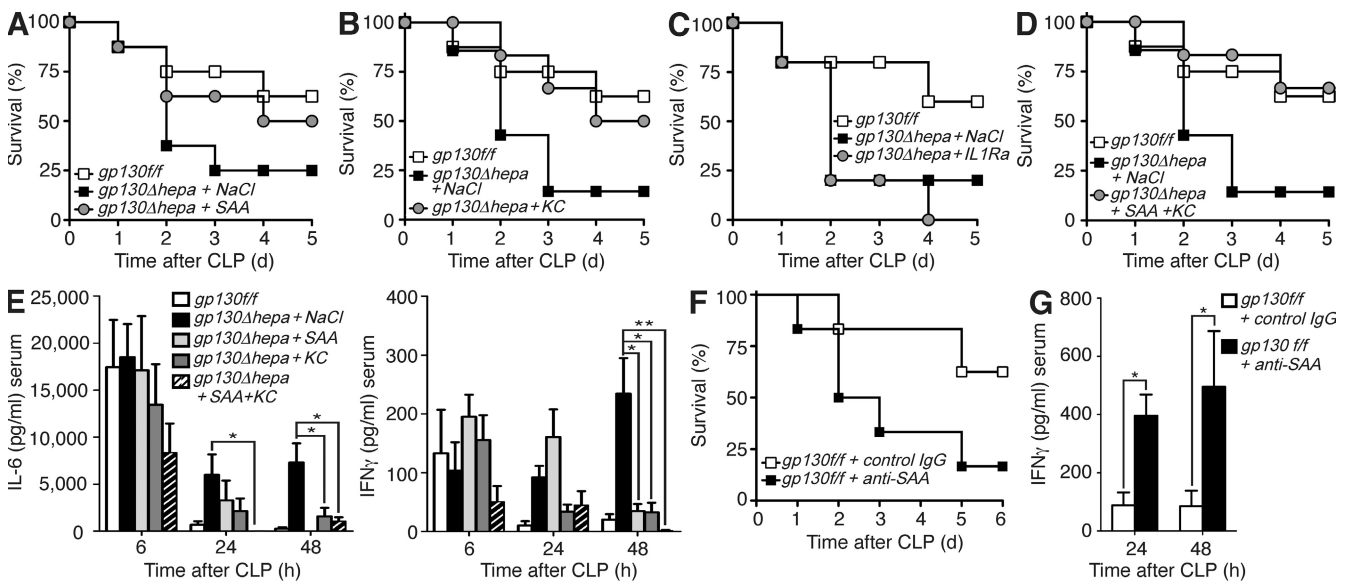 A
100
75
50
25
0
Survival (%)
gp130f/f
gp130Δhepa + NaCl
gp130Δhepa + SAA
0 1 2 3 4 5
Time after CLP (d)
B
100
75
50
25
0
Survival (%)
gp130f/f
gp130Δhepa
+NaCl
gp130Δhepa+KC
0 1 2 3 4 5
Time after CLP (d)
C
100
75
50
25
0
Survival (%)
gp130f/f
gp130Δhepa+NaCl
gp130Δhepa+IL1Ra
0 1 2 3 4 5
Time after CLP (d)
D
100
75
50
25
0
Survival (%)
gp130f/f
gp130Δhepa
+ NaCl
gp130Δhepa
+ SAA +KC
0 1 2 3 4 5
Time after CLP (d)
E
25,000
20,000
15,000
10,000
5,000
0
IL-6 (pg/ml) serum
gp130f/f
gp130Δhepa+NaCl
gp130Δhepa+SAA
gp130Δhepa+KC
gp130Δhepa
+SAA+KC
*
*
*
6 24 48
Time after CLP (h)
400
300
200
100
0
IFNγ (pg/ml) serum
**
*
*
6 24 48
Time after CLP (h)
F
100
75
50
25
0
Survival (%)
gp130f/f + control IgG
gp130f/f + anti-SAA
0 1 2 3 4 5 6
Time after CLP (d)
G
800
600
400
200
0
IFNγ (pg/ml) serum
gp130f/f
+ control IgG
gp130 f/f
+ anti-SAA
*
*
24 48
Time after CLP (h)